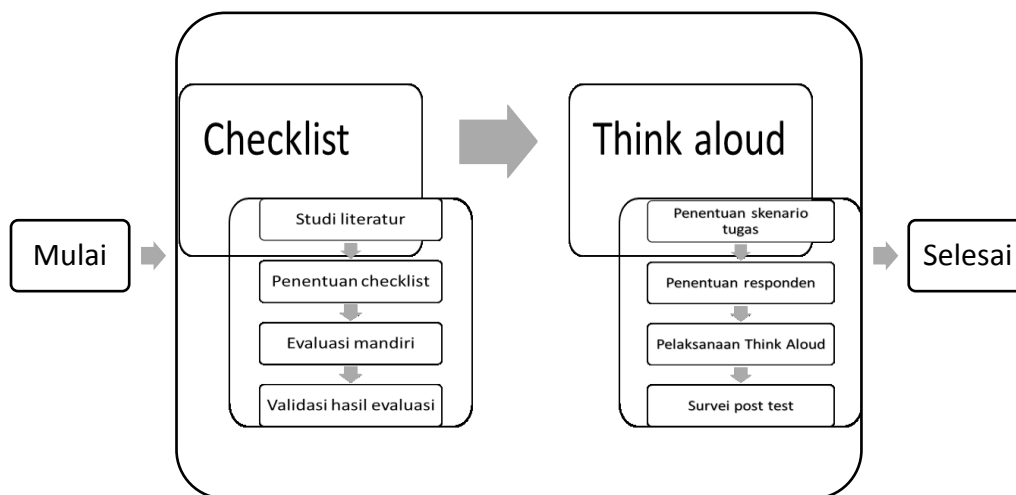 Mulai
Checklist
Studi literatur
Penentuan checklist
Evaluasi mandiri
Validasi hasil evaluasi
Think aloud
Penentuan skenario
tugas
Penentuan responden
Pelaksanaan Think Aloud
Survei post test
Selesai